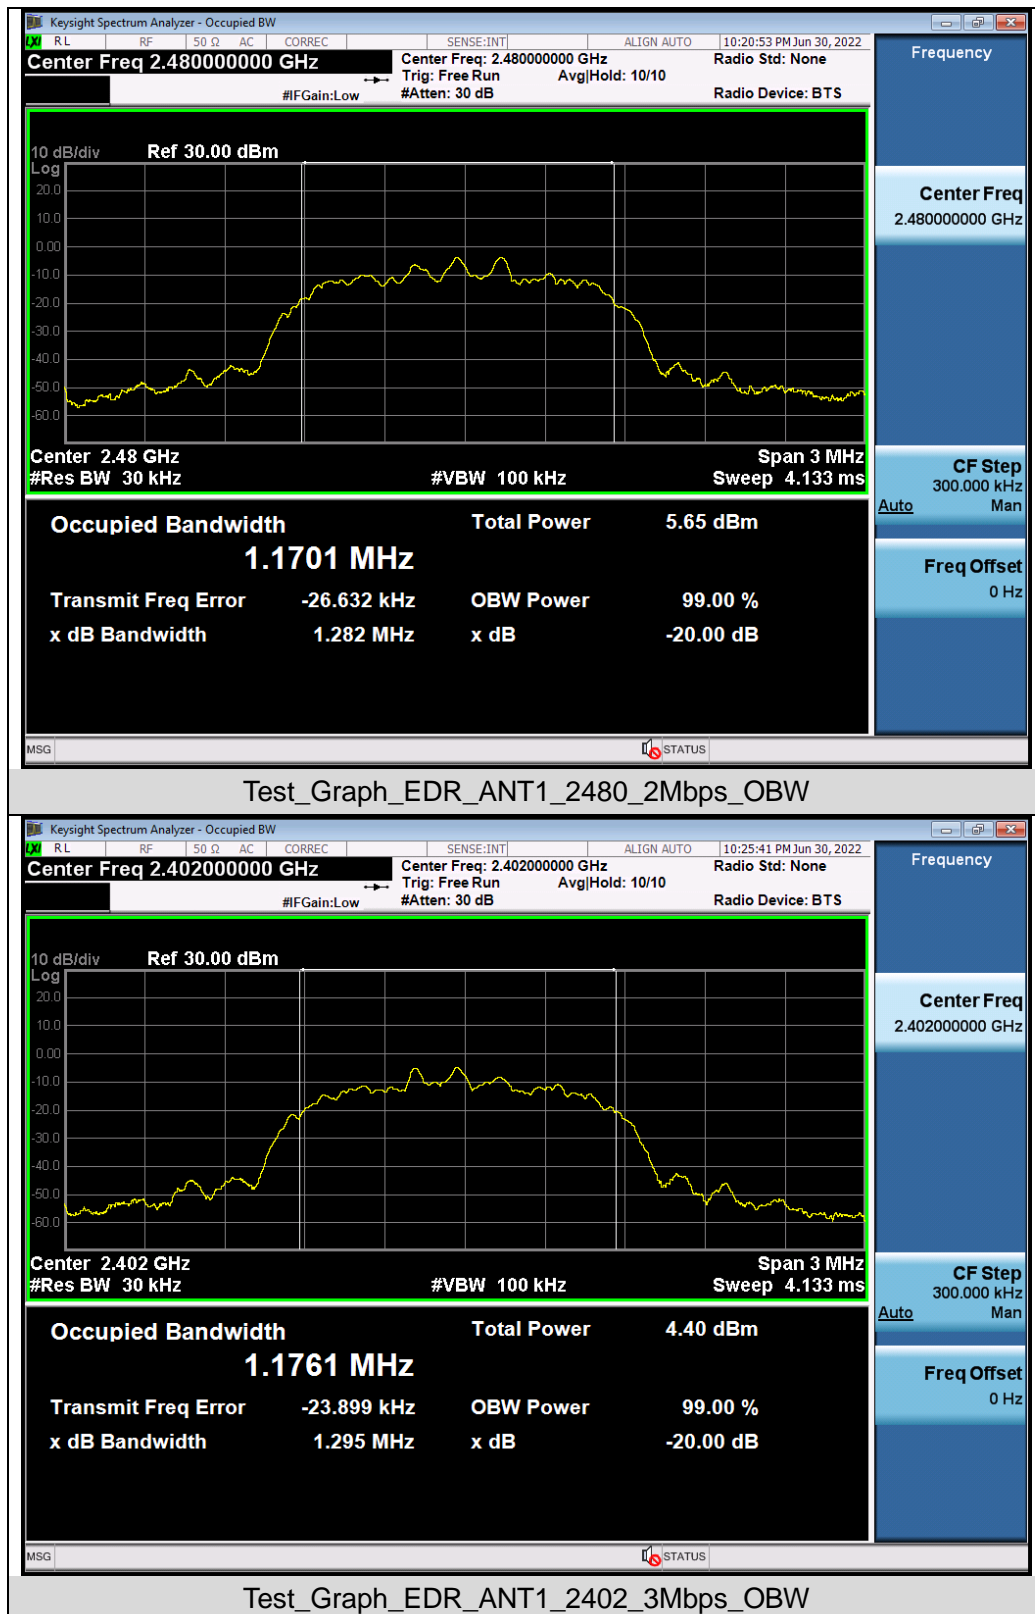 Keysight Spectrum Analyzer - Occupied BW
LXI RL RF 50 Ω AC CORREC SENSE:INT ALIGN AUTO 10:20:53 PM Jun 30, 2022
Center Freq 2.480000000 GHz
Center Freq: 2.480000000 GHz
Radio Std: None
Trig: Free Run Avg|Hold: 10/10
#IFGain:Low #Atten: 30 dB
Radio Device: BTS
Frequency
10 dB/div Ref 30.00 dBm
Log
20.0
10.0
0.00
-10.0
-20.0
-30.0
-40.0
-50.0
-60.0
Center Freq
2.480000000 GHz
Center 2.48 GHz Span 3 MHz
#Res BW 30 kHz #VBW 100 kHz Sweep 4.133 ms
CF Step
300.000 kHz
Auto Man
Occupied Bandwidth Total Power 5.65 dBm
1.1701 MHz
Transmit Freq Error -26.632 kHz OBW Power 99.00 %
x dB Bandwidth 1.282 MHz x dB -20.00 dB
Freq Offset
0 Hz
MSG STATUS
Test_Graph_EDR_ANT1_2480_2Mbps_OBW
Keysight Spectrum Analyzer - Occupied BW
LXI RL RF 50 Ω AC CORREC SENSE:INT ALIGN AUTO 10:25:41 PM Jun 30, 2022
Center Freq 2.402000000 GHz
Center Freq: 2.402000000 GHz
Radio Std: None
Trig: Free Run Avg|Hold: 10/10
#IFGain:Low #Atten: 30 dB
Radio Device: BTS
Frequency
10 dB/div Ref 30.00 dBm
Log
20.0
10.0
0.00
-10.0
-20.0
-30.0
-40.0
-50.0
-60.0
Center Freq
2.402000000 GHz
Center 2.402 GHz Span 3 MHz
#Res BW 30 kHz #VBW 100 kHz Sweep 4.133 ms
CF Step
300.000 kHz
Auto Man
Occupied Bandwidth Total Power 4.40 dBm
1.1761 MHz
Transmit Freq Error -23.899 kHz OBW Power 99.00 %
x dB Bandwidth 1.295 MHz x dB -20.00 dB
Freq Offset
0 Hz
MSG STATUS
Test_Graph_EDR_ANT1_2402_3Mbps_OBW